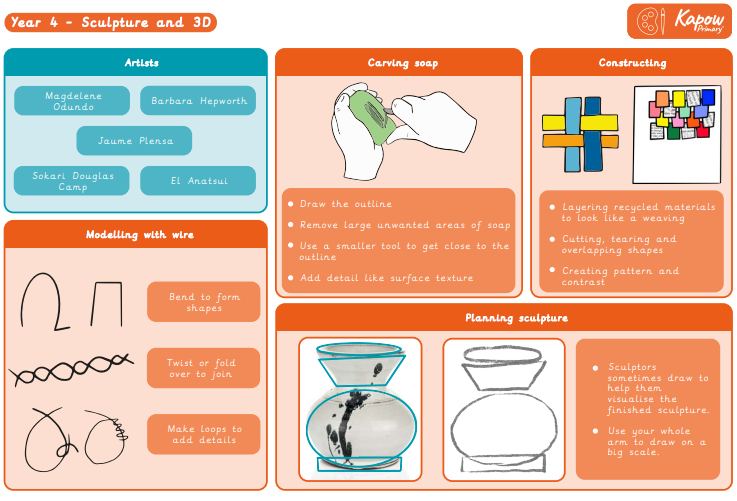 Year 4 - Sculpture and 3D
Kapow
Primary
Artists
Magdelene
Odundo
Barbara Hepworth
Jaume Plensa
Sokari Douglas
Camp
El Anatsui
Modelling with wire
Bend to form
shapes
Twist or fold
over to join
Make loops to
add details
Carving soap
• Draw the outline
• Remove large unwanted areas of soap
• Use a smaller tool to get close to the
outline
• Add detail like surface texture
Constructing
• Layering recycled materials
to look like a weaving
• Cutting, tearing and
overlapping shapes
• Creating pattern and
contrast
Planning sculpture
• Sculptors
sometimes draw to
help them
visualise the
finished sculpture.
• Use your whole
arm to draw on a
big scale.